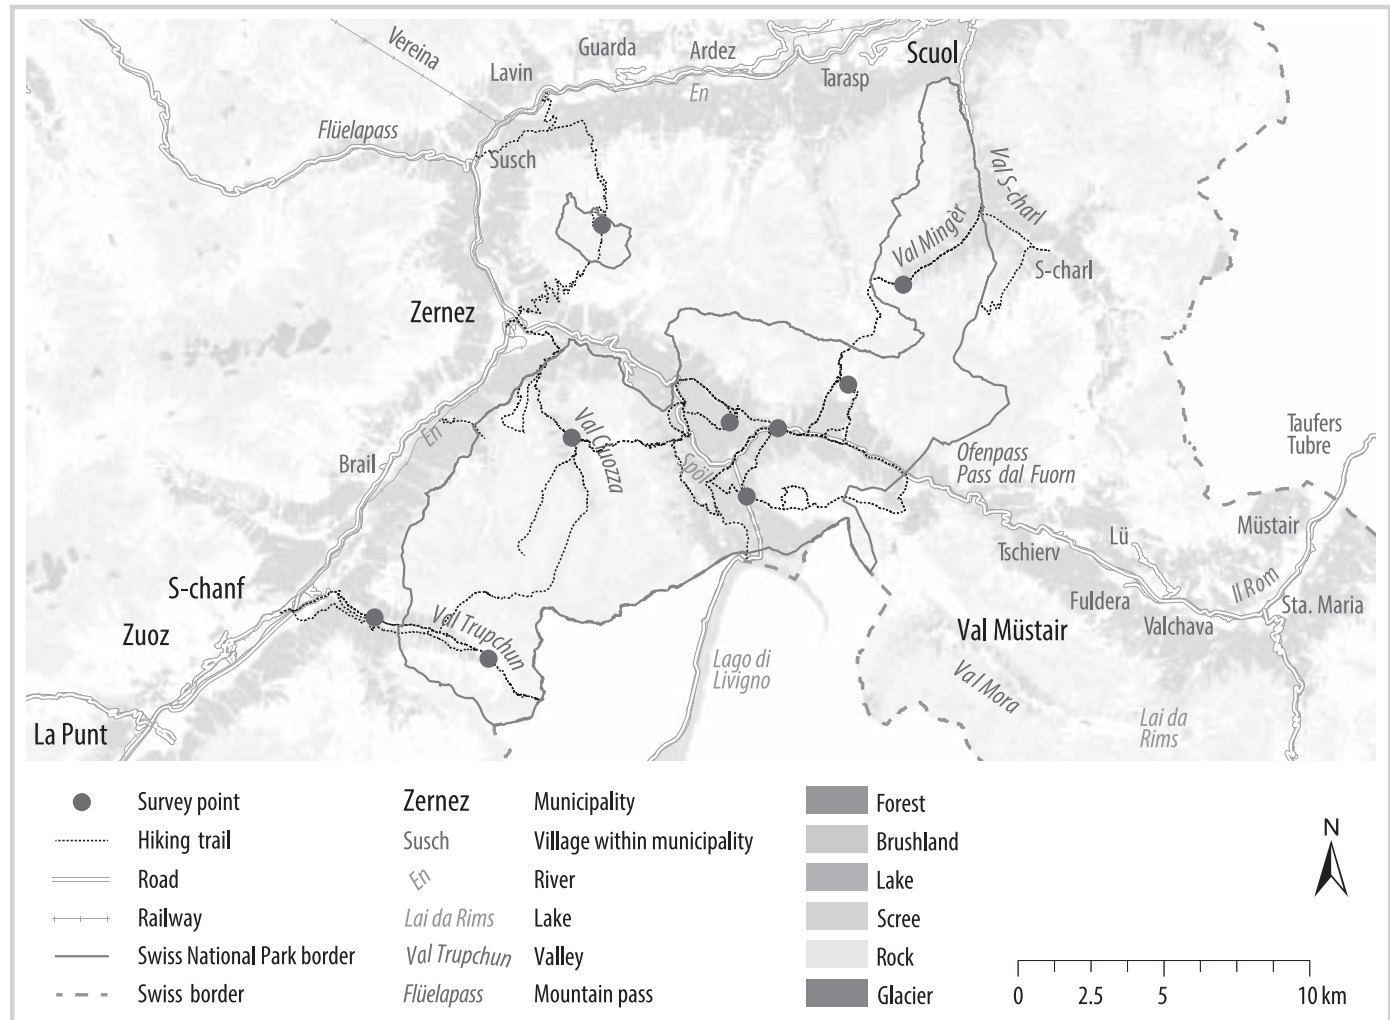 Vereina
Guarda
Ardez
Scuol
Lavin
Tarasp
En
Flüelapass
Susch
Val S-charl
Val Mingèr
S-charl
Zernez
Taufers
Tubre
En
Val Cluozza
Ofenpass
Pass dal Fuorn
Brail
Spöl
Müstair
Lü
Tschierv
S-chanf
Il Rom
Fuldera
Sta. Maria
Zuoz
Val Trupchun
Val Müstair
Valchava
Lago di
Livigno
Val Mora
La Punt
Lai da
Rims
Survey point
Zernez Municipality
Forest
Hiking trail
Susch Village within municipality
Brushland
Road
En River
Lake
Railway
Lai da Rims Lake
Scree
Swiss National Park border
Val Trupchun Valley
Rock
Swiss border
Flüelapass Mountain pass
Glacier
N
0 2.5 5 10 km